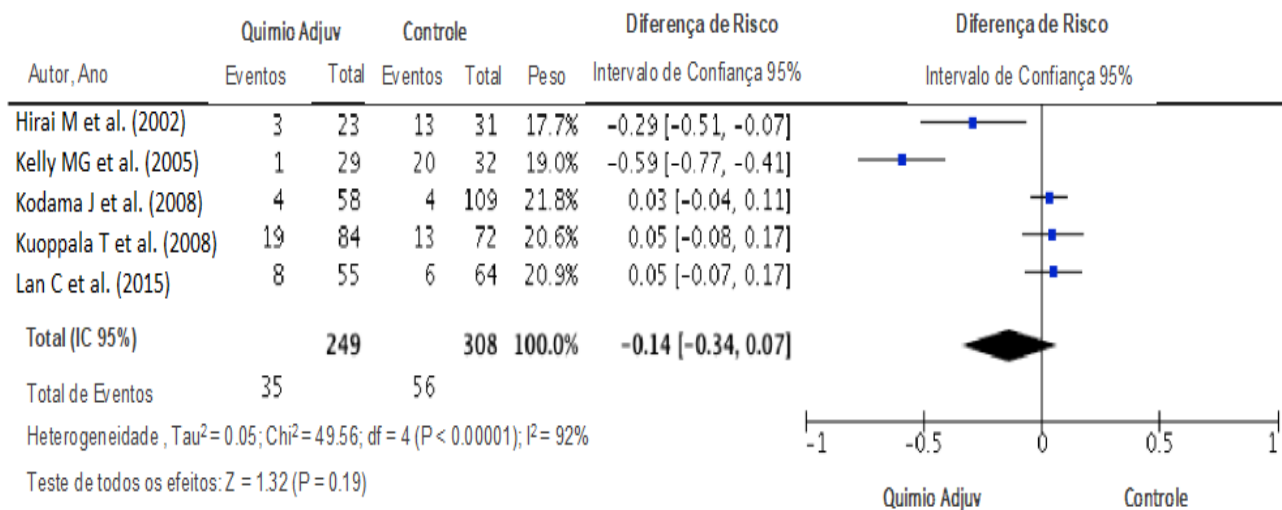 Quimio Adjuv Controle Diferença de Risco Diferença de Risco
Autor, Ano Eventos Total Eventos Total Peso Intervalo de Confiança 95% Intervalo de Confiança 95%
Hirai M et al. (2002) 3 23 13 31 17.7% -0.29 [-0.51, -0.07]
Kelly MG et al. (2005) 1 29 20 32 19.0% -0.59 [-0.77, -0.41]
Kodama J et al. (2008) 4 58 4 109 21.8% 0.03 [-0.04, 0.11]
Kuoppala T et al. (2008) 19 84 13 72 20.6% 0.05 [-0.08, 0.17]
Lan C et al. (2015) 8 55 6 64 20.9% 0.05 [-0.07, 0.17]
Total (IC 95%) 249 308 100.0% -0.14 [-0.34, 0.07]
Total de Eventos 35 56
Heterogeneidade , Tau² = 0.05; Chi² = 49.56; df = 4 (P < 0.00001); I² = 92%
-1 -0.5 0 0.5 1
Teste de todos os efeitos: Z = 1.32 (P = 0.19)
Quimio Adjuv Controle